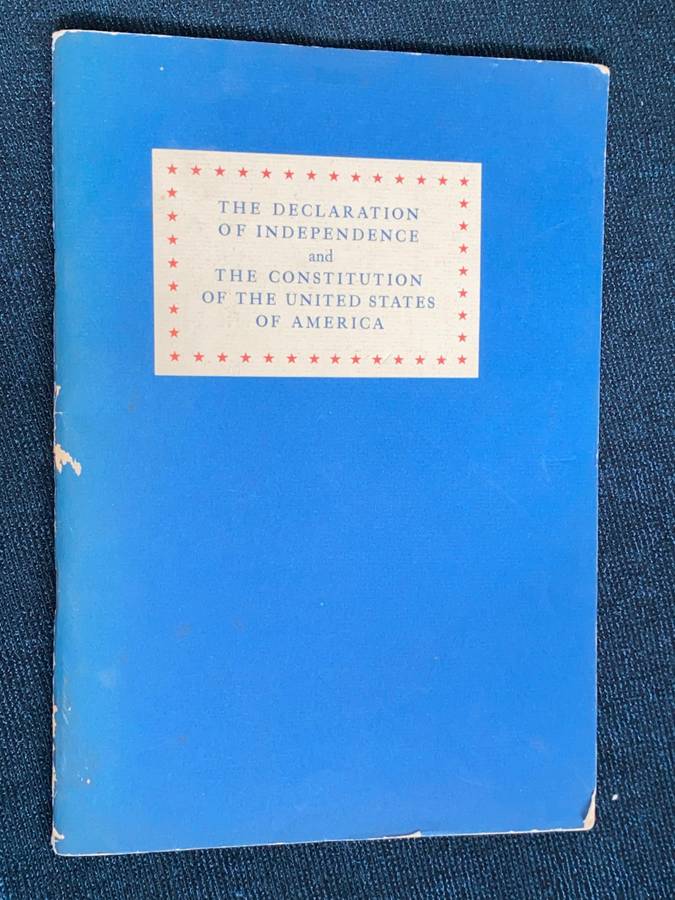 THE DECLARATION
OF INDEPENDENCE
and
THE CONSTITUTION
OF THE UNITED STATES
OF AMERICA